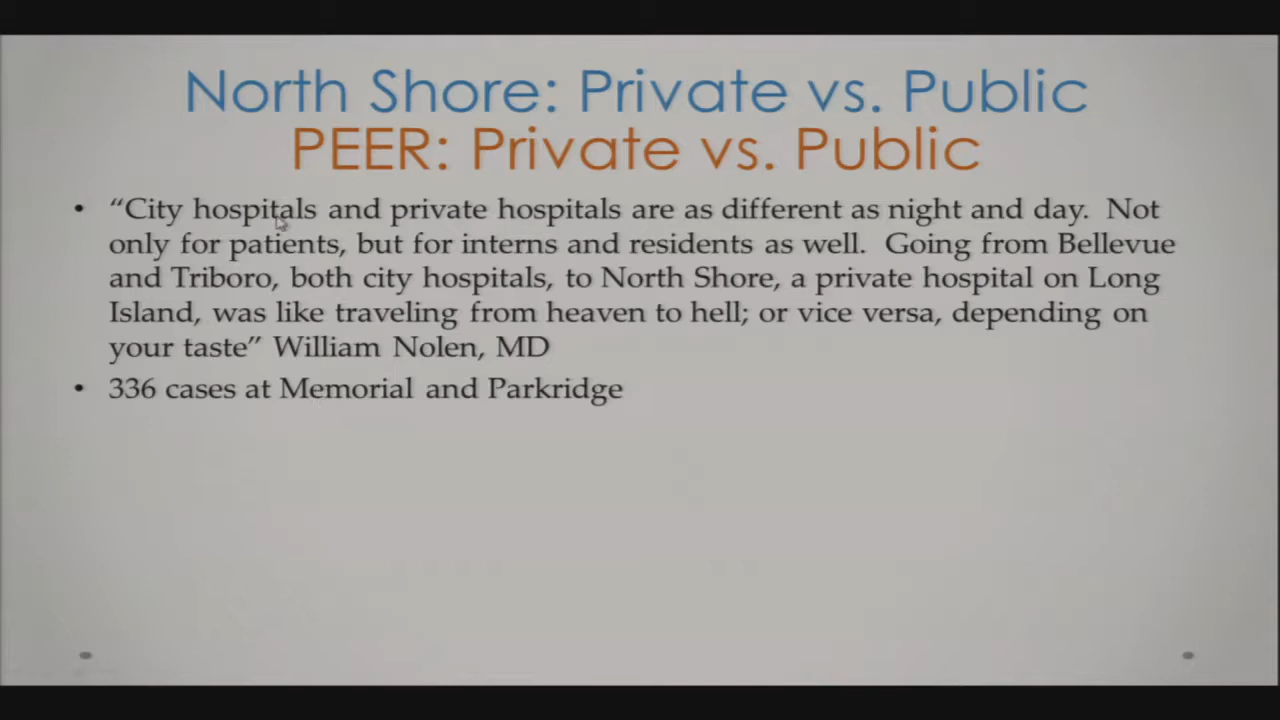 North Shore: Private vs. Public
PEER: Private vs. Public
• “City hospitals and private hospitals are as different as night and day. Not
only for patients, but for interns and residents as well. Going from Bellevue
and Triboro, both city hospitals, to North Shore, a private hospital on Long
Island, was like traveling from heaven to hell; or vice versa, depending on
your taste” William Nolen, MD
• 336 cases at Memorial and Parkridge